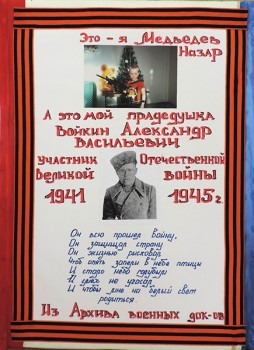 Это - я Медведев
Назар
А это мой прадедушка
Войкин Александр
Васильевич
участник Отечественной
Великой войны
1941 1945 г.
Он всю прошел войну,
Он защищал страну
Он жизнью рисковал
Чтоб опять запели в небе птицы
И стало небо голубым
И смех не угасал
И чтобы мне на белый свет
родиться
Из Архива военных док-ов